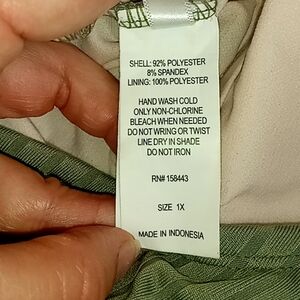 SHELL: 92% POLYESTER
8% SPANDEX
LINING: 100% POLYESTER
HAND WASH COLD
ONLY NON-CHLORINE
BLEACH WHEN NEEDED
DO NOT WRING OR TWIST
LINE DRY IN SHADE
DO NOT IRON
RN# 158443
SIZE 1X
MADE IN INDONESIA